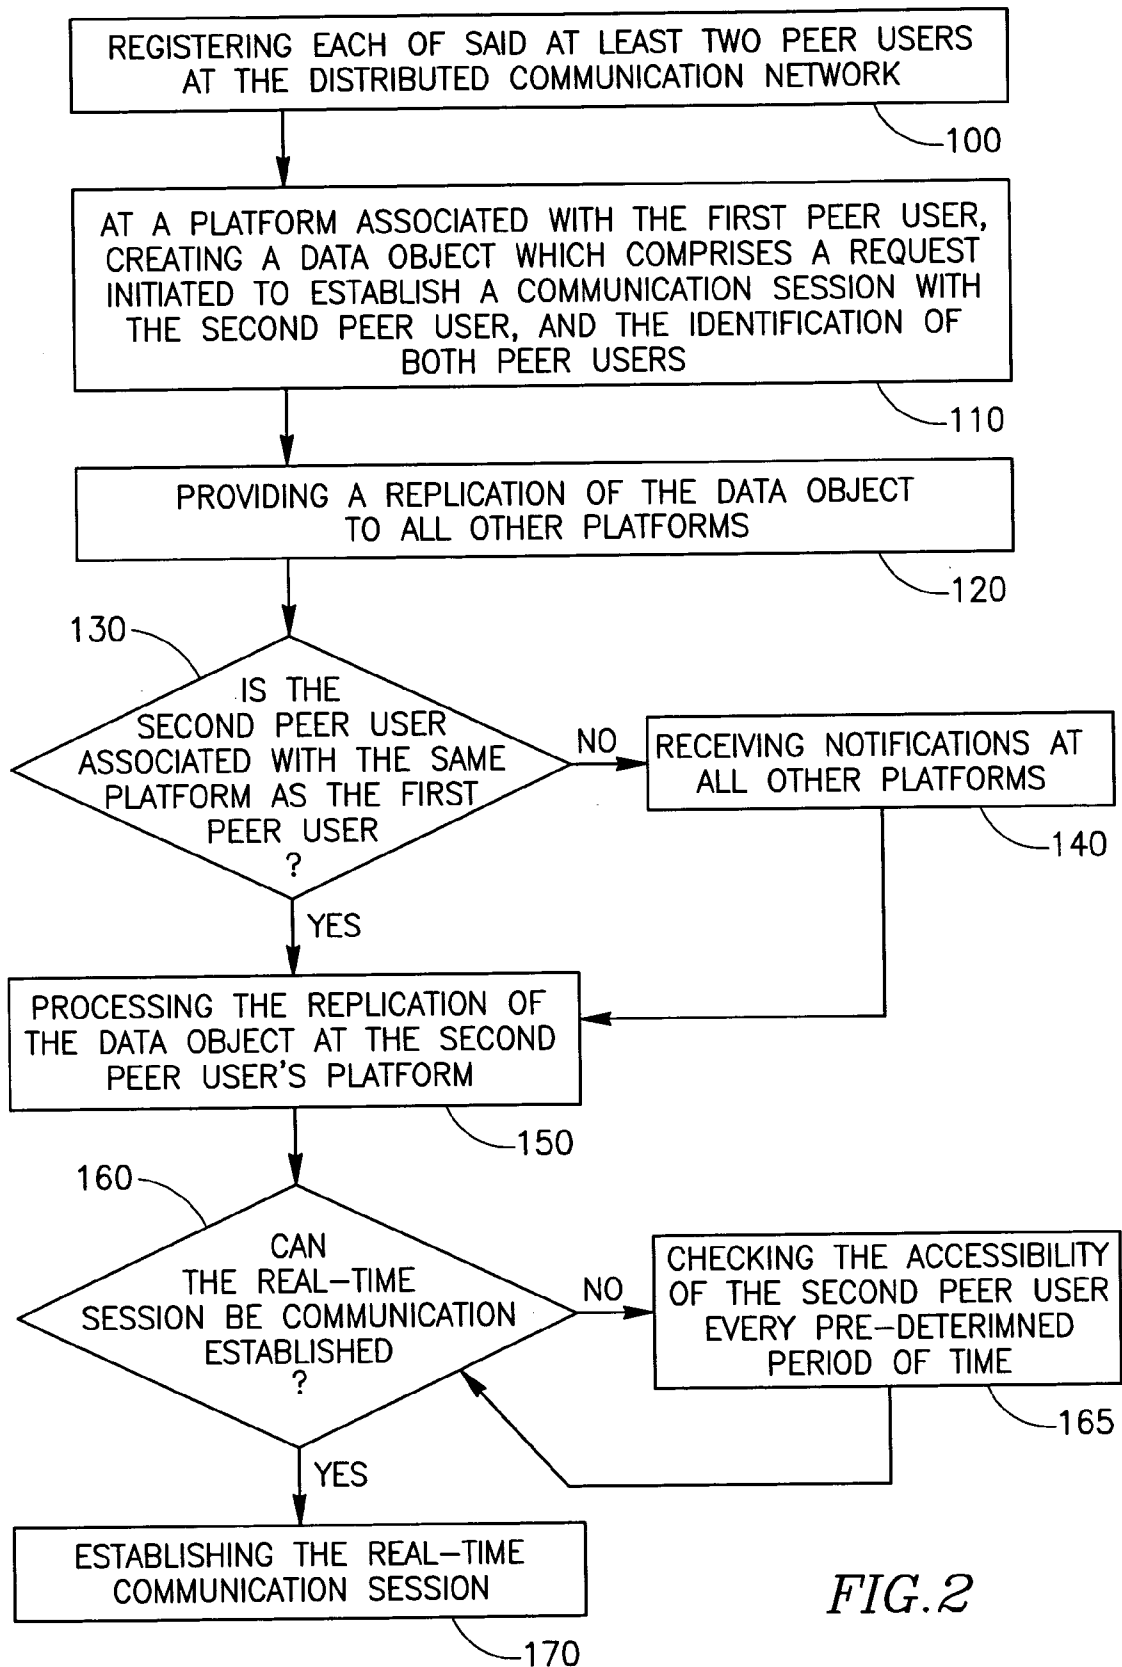 REGISTERING EACH OF SAID AT LEAST TWO PEER USERS
AT THE DISTRIBUTED COMMUNICATION NETWORK
100
AT A PLATFORM ASSOCIATED WITH THE FIRST PEER USER,
CREATING A DATA OBJECT WHICH COMPRISES A REQUEST
INITIATED TO ESTABLISH A COMMUNICATION SESSION WITH
THE SECOND PEER USER, AND THE IDENTIFICATION OF
BOTH PEER USERS
110
PROVIDING A REPLICATION OF THE DATA OBJECT
TO ALL OTHER PLATFORMS
120
130
IS THE
SECOND PEER USER
ASSOCIATED WITH THE SAME
PLATFORM AS THE FIRST
PEER USER
?
NO
RECEIVING NOTIFICATIONS AT
ALL OTHER PLATFORMS
140
YES
PROCESSING THE REPLICATION OF
THE DATA OBJECT AT THE SECOND
PEER USER'S PLATFORM
150
160
CAN
THE REAL-TIME
SESSION BE COMMUNICATION
ESTABLISHED
?
NO
CHECKING THE ACCESSIBILITY
OF THE SECOND PEER USER
EVERY PRE-DETERIMNED
PERIOD OF TIME
165
YES
ESTABLISHING THE REAL-TIME
COMMUNICATION SESSION
170
FIG.2